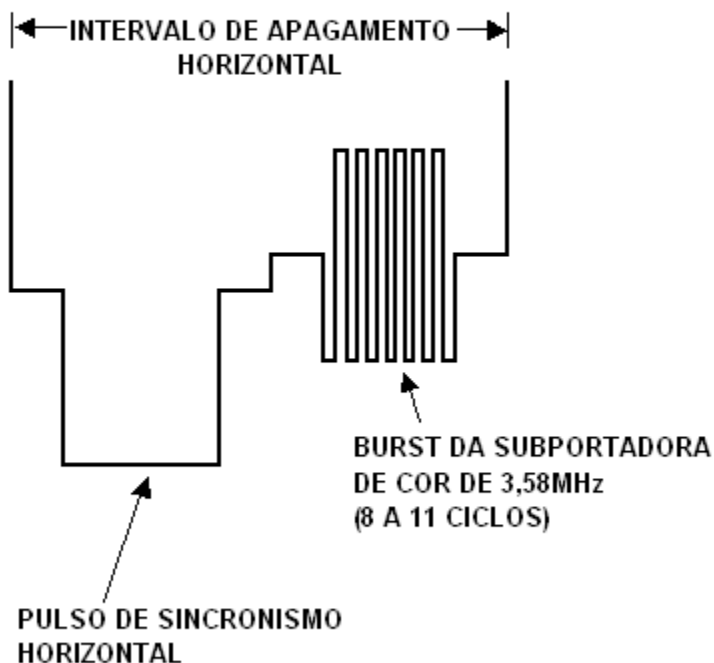 INTERVALO DE APAGAMENTO
HORIZONTAL
BURST DA SUBPORTADORA
DE COR DE 3,58MHz
(8 A 11 CICLOS)
PULSO DE SINCRONISMO
HORIZONTAL